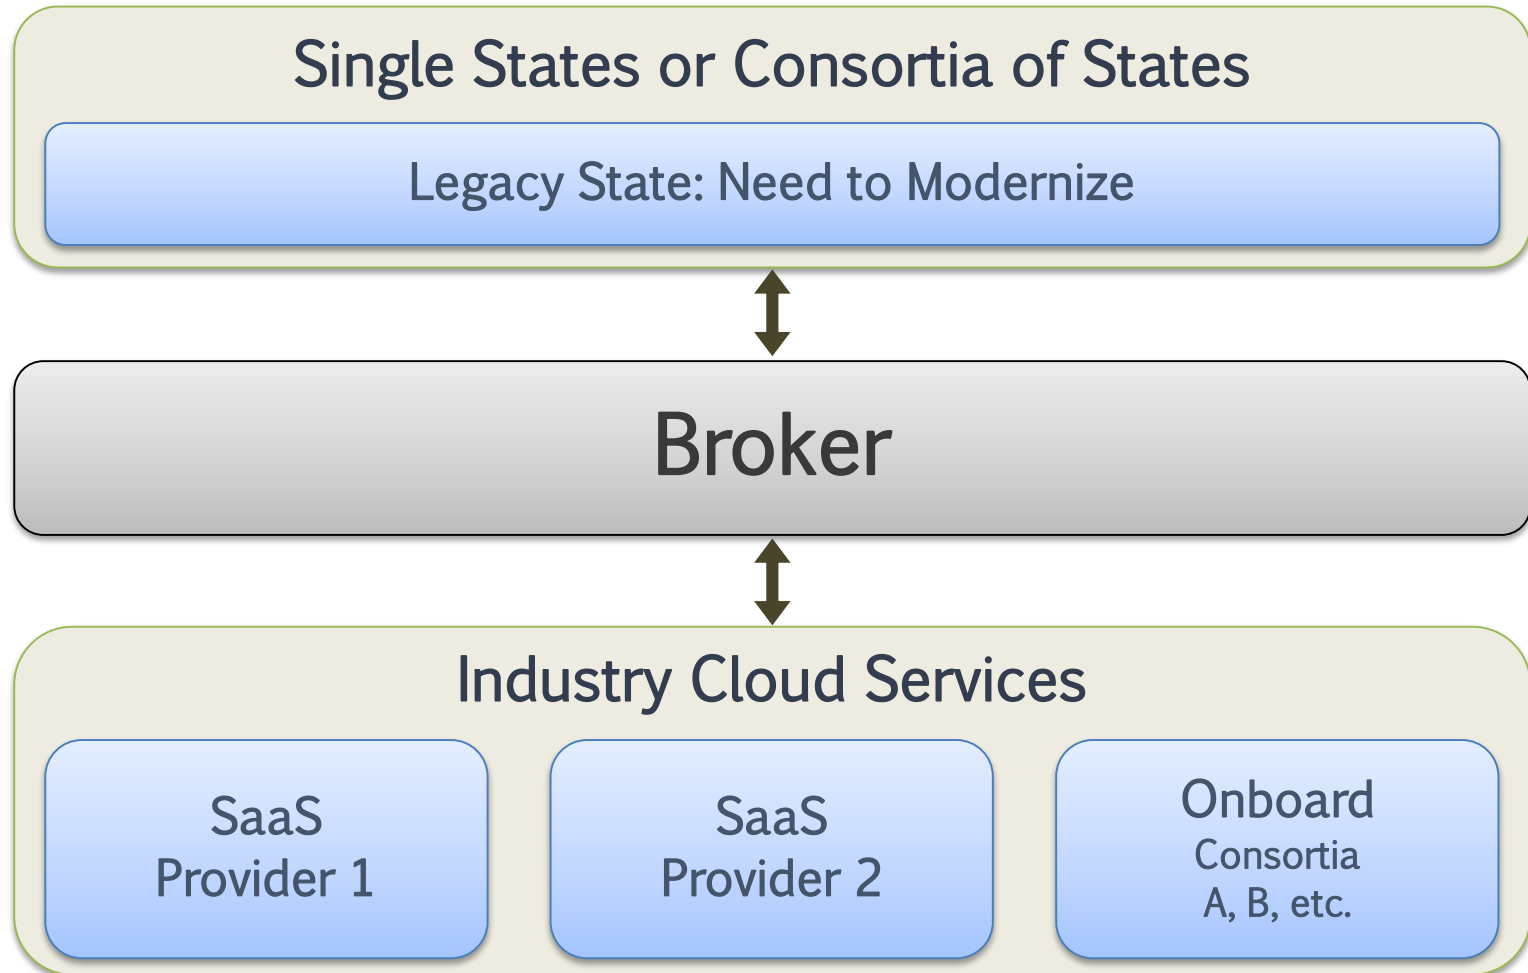 Single States or Consortia of States
Legacy State: Need to Modernize
Broker
Industry Cloud Services
SaaS
Provider 1
SaaS
Provider 2
Onboard
Consortia
A, B, etc.